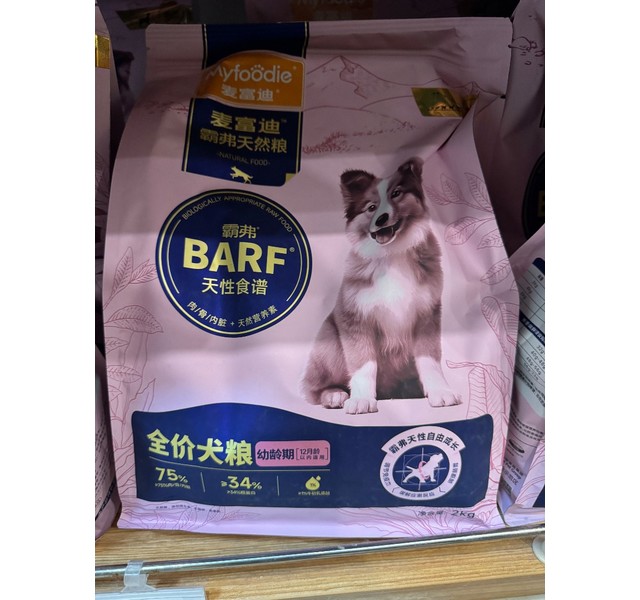 Myfoodie
麦富迪
麦富迪™
霸弗天然粮
-NATURAL FOOD-
BIOLOGICALLY APPROPRIATE RAW FOOD
霸弗®
BARF®
天性食谱
肉/骨/内脏 + 天然营养素
全价犬粮
幼龄期
12月龄
以内适用
75%
≥34%
霸弗天性自由成长
净含量: 2kg